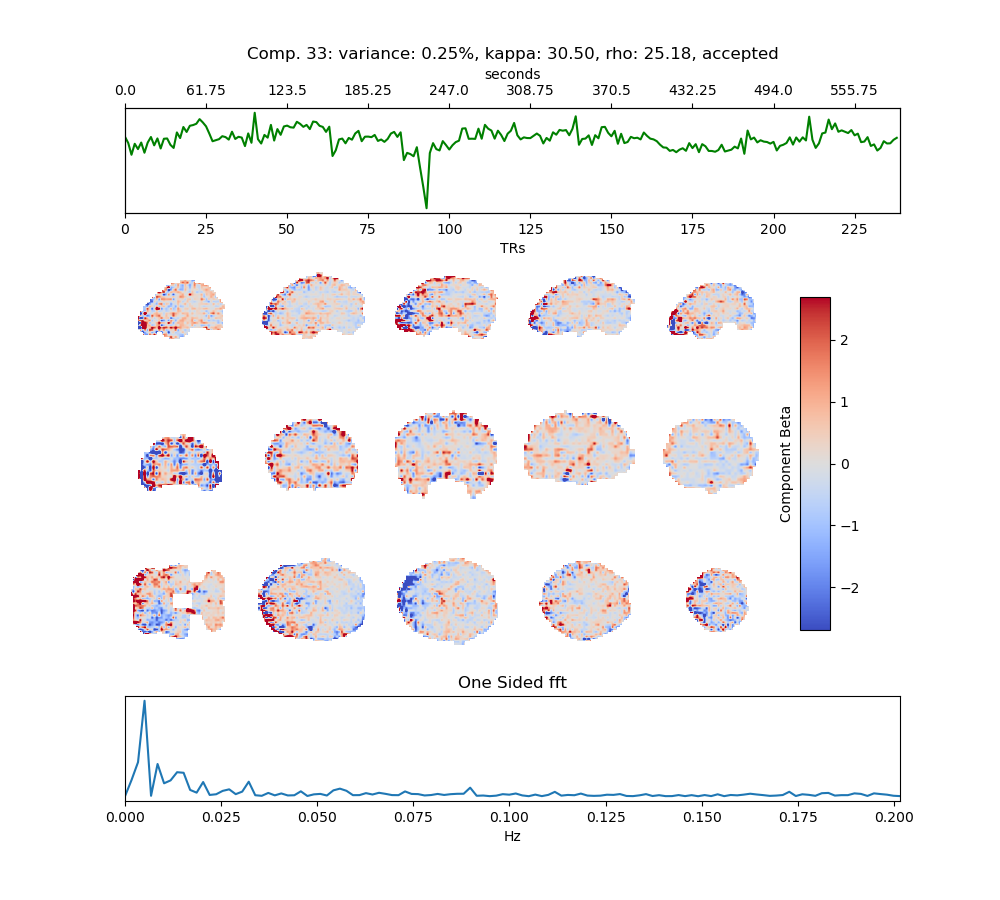 Comp. 33: variance: 0.25%, kappa: 30.50, rho: 25.18, accepted
seconds
0.0 61.75 123.5 185.25 247.0 308.75 370.5 432.25 494.0 555.75
0 25 50 75 100 125 150 175 200 225
TRs
2
1
0
−1
−2
Component Beta
One Sided fft
0.000 0.025 0.050 0.075 0.100 0.125 0.150 0.175 0.200
Hz